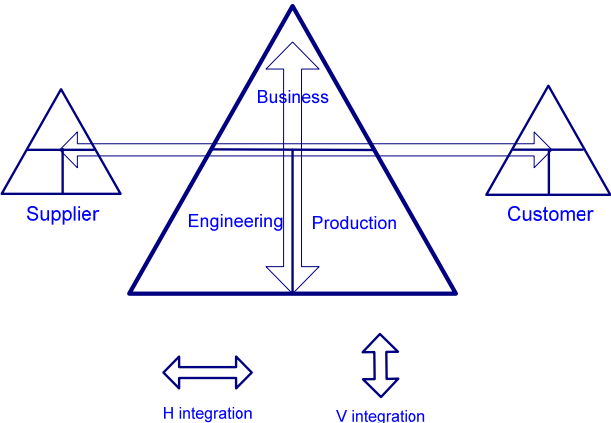 Business
Supplier
Engineering
Production
Customer
H integration
V integration